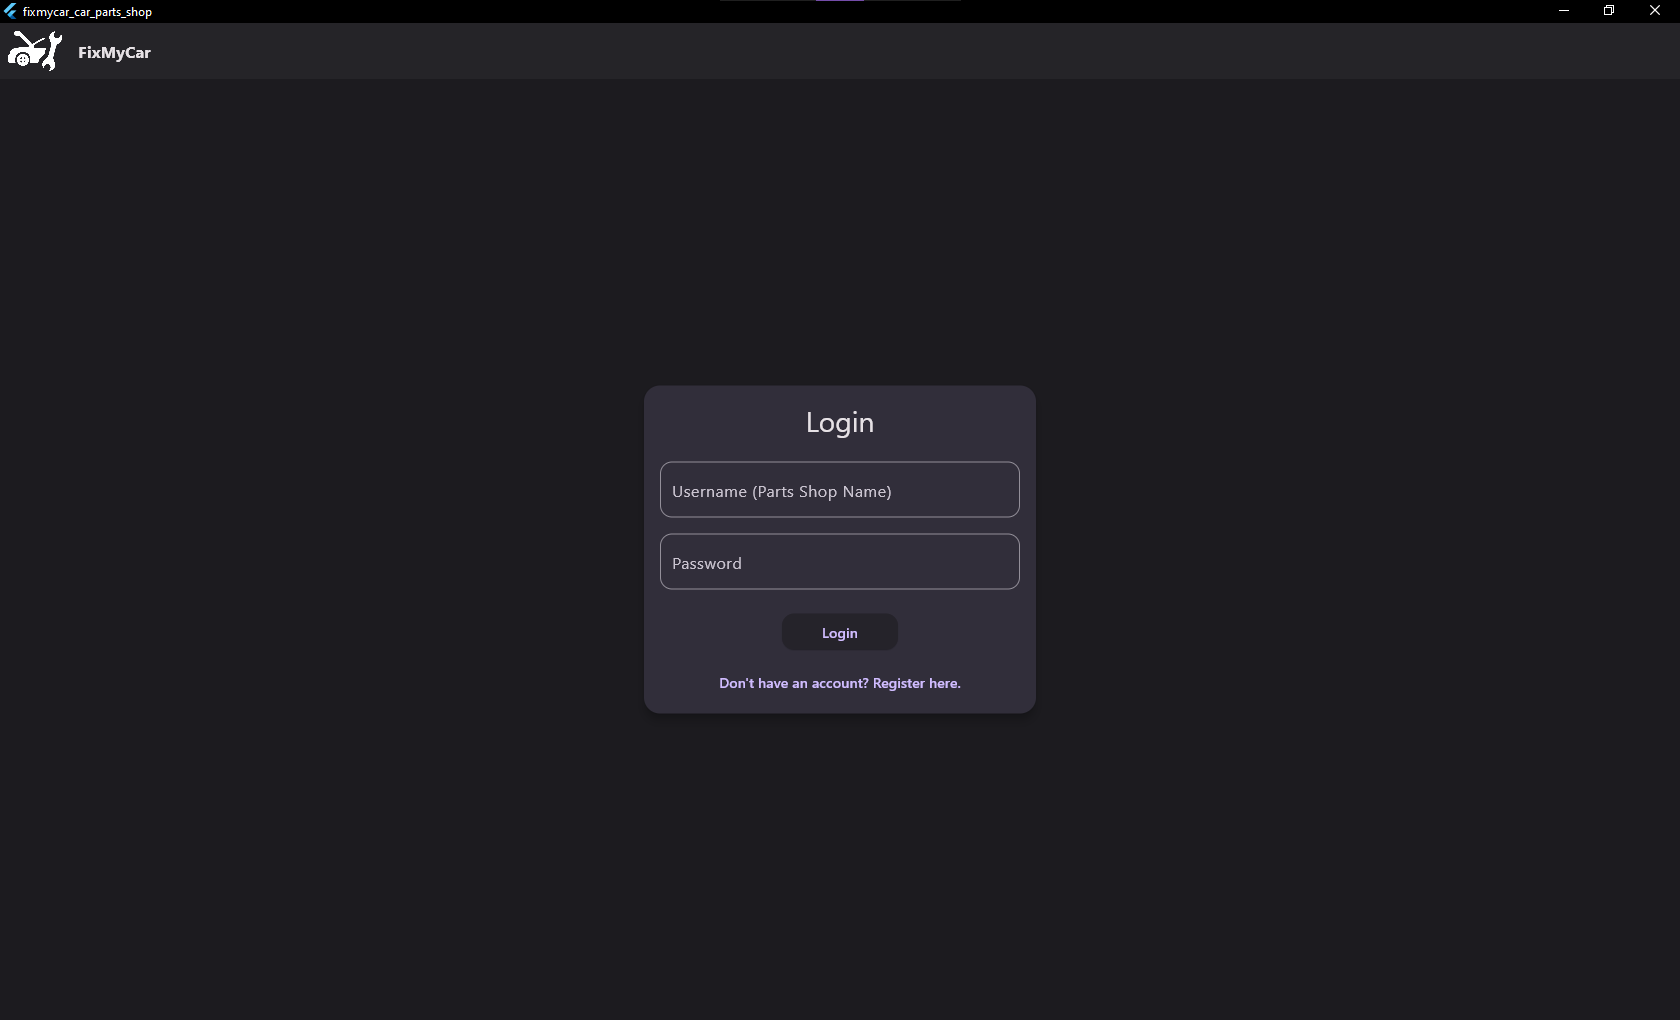 fixmycar_car_parts_shop
FixMyCar
Login
Username (Parts Shop Name)
Password
Login
Don't have an account? Register here.